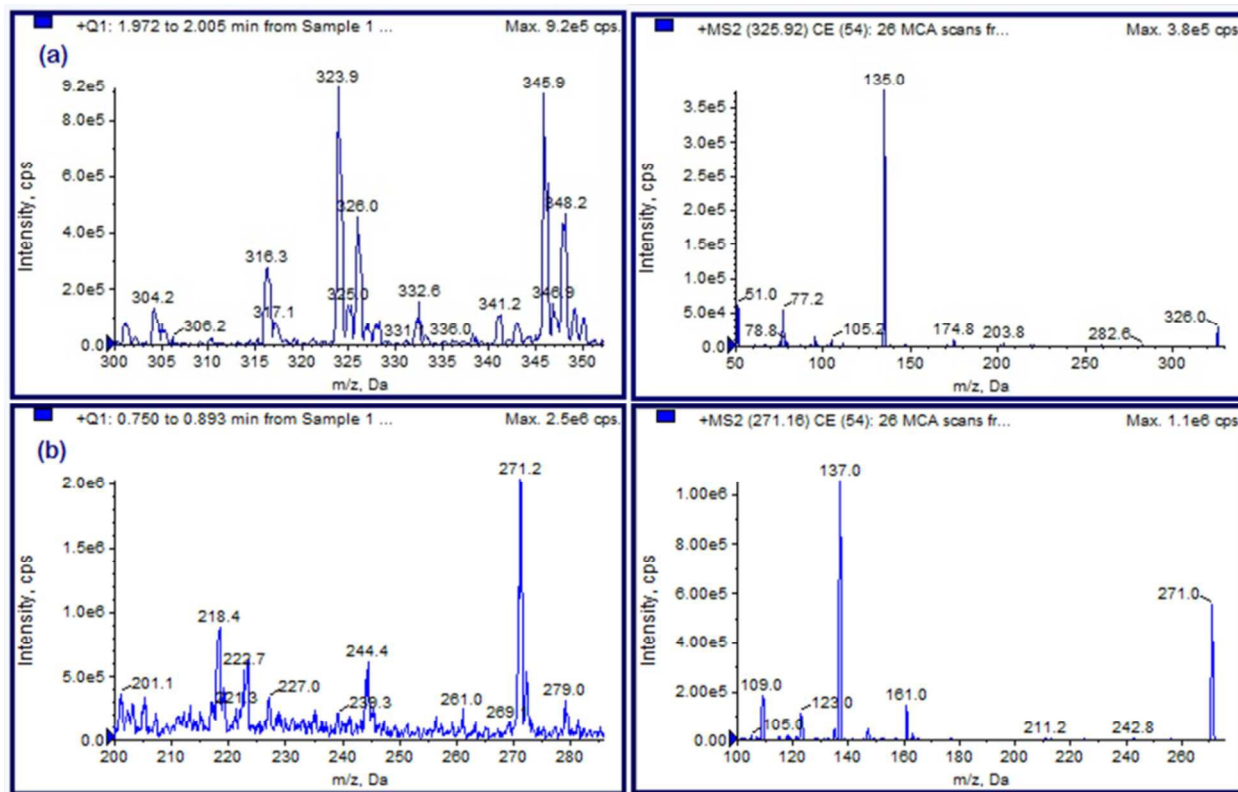 +Q1: 1.972 to 2.005 min from Sample 1 ...
Max. 9.2e5 cps.
(a)
Intensity, cps
9.2e5
8.0e5
6.0e5
4.0e5
2.0e5
0.0
323.9
345.9
326.0
348.2
316.3
304.2
325.0
332.6
346.9
317.1
341.2
306.2
331
336.0
300
305
310
315
320
325
330
335
340
345
350
m/z, Da
+MS2 (325.92) CE (54): 26 MCA scans fr...
Max. 3.8e5 cps.
Intensity, cps
3.5e5
3.0e5
2.5e5
2.0e5
1.5e5
1.0e5
5.0e4
0.0
135.0
51.0
77.2
78.8
105.2
174.8
203.8
282.6
326.0
50
100
150
200
250
300
m/z, Da
+Q1: 0.750 to 0.893 min from Sample 1 ...
Max. 2.5e6 cps.
(b)
Intensity, cps
2.0e6
1.5e6
1.0e6
5.0e5
0.0
271.2
218.4
222.7
244.4
201.1
221.3
227.0
239.3
261.0
269.1
279.0
200
210
220
230
240
250
260
270
280
m/z, Da
+MS2 (271.16) CE (54): 26 MCA scans fr...
Max. 1.1e6 cps.
Intensity, cps
1.00e6
8.00e5
6.00e5
4.00e5
2.00e5
0.00
137.0
271.0
109.0
123.0
161.0
105.0
211.2
242.8
100
120
140
160
180
200
220
240
260
m/z, Da